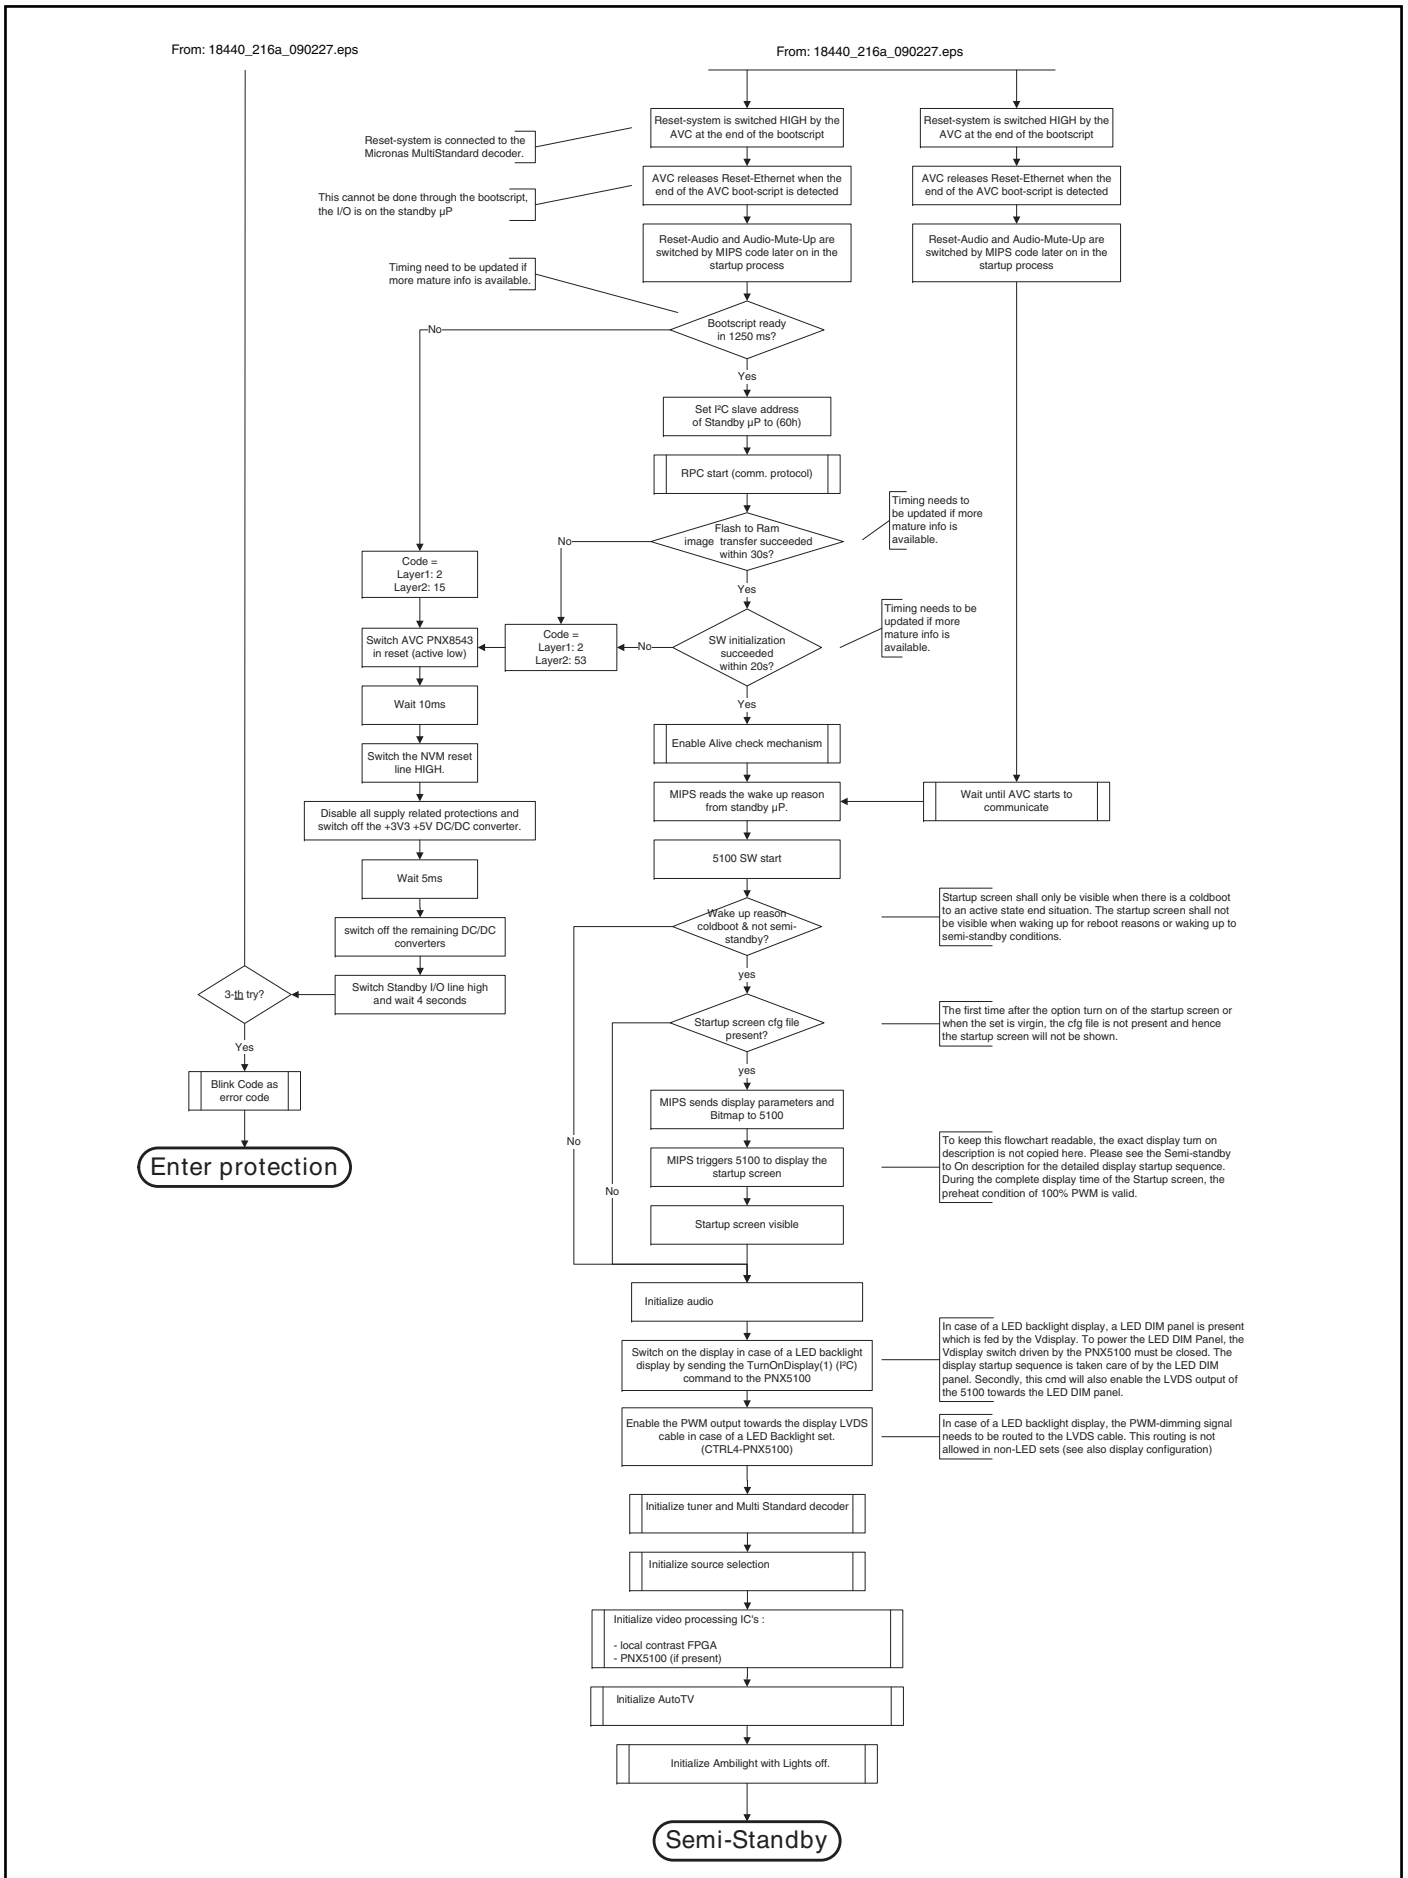 From: 18440_216a_090227.eps
From: 18440_216a_090227.eps
Reset-system is switched HIGH by the
AVC at the end of the bootscript
Reset-system is switched HIGH by the
AVC at the end of the bootscript
Reset-system is connected to the
Micronas MultiStandard decoder.
AVC releases Reset-Ethernet when the
end of the AVC boot-script is detected
AVC releases Reset-Ethernet when the
end of the AVC boot-script is detected
This cannot be done through the bootscript,
the I/O is on the standby µP
Reset-Audio and Audio-Mute-Up are
switched by MIPS code later on in the
startup process
Reset-Audio and Audio-Mute-Up are
switched by MIPS code later on in the
startup process
Timing need to be updated if
more mature info is available.
Bootscript ready
in 1250 ms?
No
Yes
Set I²C slave address
of Standby µP to (60h)
RPC start (comm. protocol)
Timing needs to
be updated if more
mature info is
available.
Flash to Ram
image transfer succeeded
within 30s?
No
Yes
Code =
Layer1: 2
Layer2: 15
Timing needs to be
updated if more
mature info is
available.
SW initialization
succeeded
within 20s?
No
Code =
Layer1: 2
Layer2: 53
Switch AVC PNX8543
in reset (active low)
Yes
Wait 10ms
Enable Alive check mechanism
Switch the NVM reset
line HIGH.
MIPS reads the wake up reason
from standby µP.
Wait until AVC starts to
communicate
Disable all supply related protections and
switch off the +3V3 +5V DC/DC converter.
5100 SW start
Wait 5ms
Wake up reason
coldboot & not semi-
standby?
Startup screen shall only be visible when there is a coldboot
to an active state end situation. The startup screen shall not
be visible when waking up for reboot reasons or waking up to
semi-standby conditions.
switch off the remaining DC/DC
converters
yes
Switch Standby I/O line high
and wait 4 seconds
3-th try?
Startup screen cfg file
present?
The first time after the option turn on of the startup screen or
when the set is virgin, the cfg file is not present and hence
the startup screen will not be shown.
Yes
yes
Blink Code as
error code
MIPS sends display parameters and
Bitmap to 5100
No
Enter protection
MIPS triggers 5100 to display the
startup screen
To keep this flowchart readable, the exact display turn on
description is not copied here. Please see the Semi-standby
to On description for the detailed display startup sequence.
During the complete display time of the Startup screen, the
preheat condition of 100% PWM is valid.
No
Startup screen visible
Initialize audio
Switch on the display in case of a LED backlight
display by sending the TurnOnDisplay(1) (I²C)
command to the PNX5100
In case of a LED backlight display, a LED DIM panel is present
which is fed by the Vdisplay. To power the LED DIM Panel, the
Vdisplay switch driven by the PNX5100 must be closed. The
display startup sequence is taken care of by the LED DIM
panel. Secondly, this cmd will also enable the LVDS output of
the 5100 towards the LED DIM panel.
Enable the PWM output towards the display LVDS
cable in case of a LED Backlight set.
(CTRL4-PNX5100)
In case of a LED backlight display, the PWM-dimming signal
needs to be routed to the LVDS cable. This routing is not
allowed in non-LED sets (see also display configuration)
Initialize tuner and Multi Standard decoder
Initialize source selection
Initialize video processing IC's :
- local contrast FPGA
- PNX5100 (if present)
Initialize AutoTV
Initialize Ambilight with Lights off.
Semi-Standby